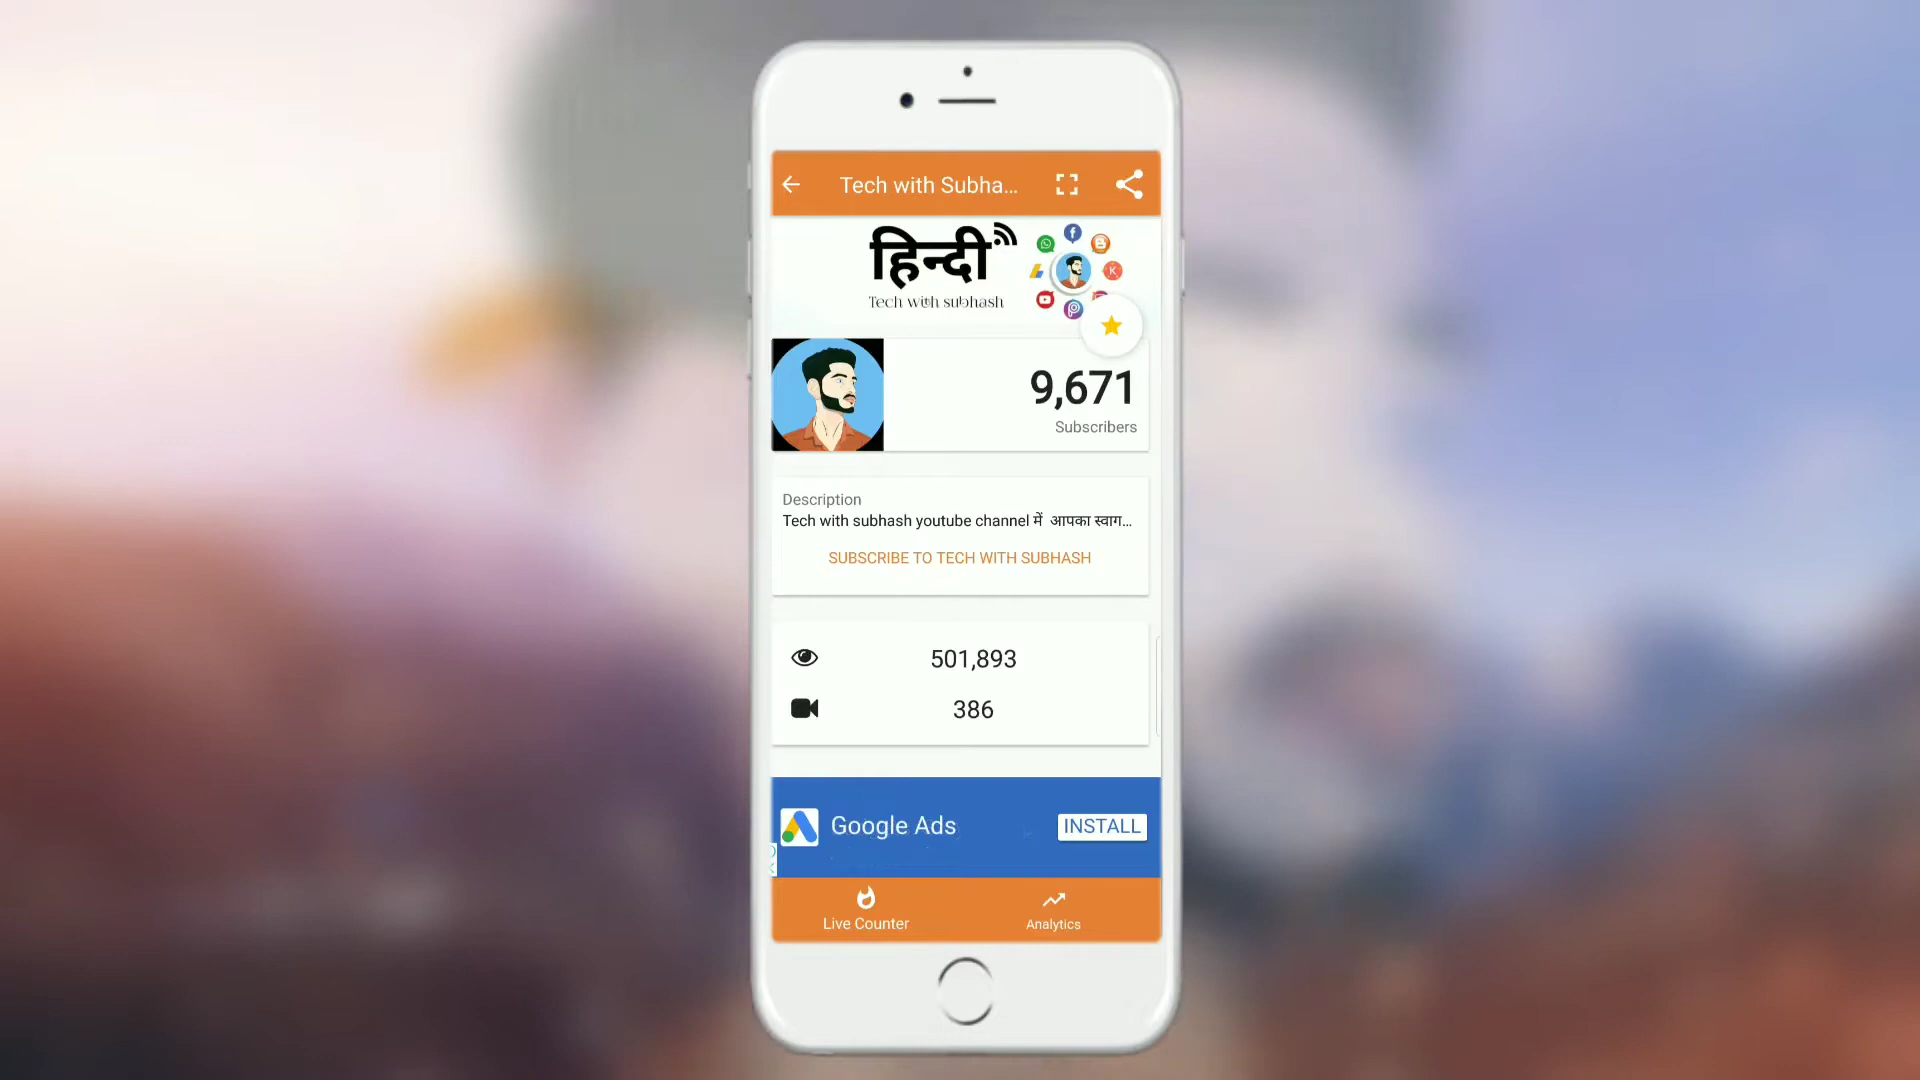 Tech with Subha...
हिन्दी
Tech with subhash
9,671
Subscribers
Description
Tech with subhash youtube channel में आपका स्वाग...
SUBSCRIBE TO TECH WITH SUBHASH
501,893
386
Google Ads
INSTALL
Live Counter
Analytics